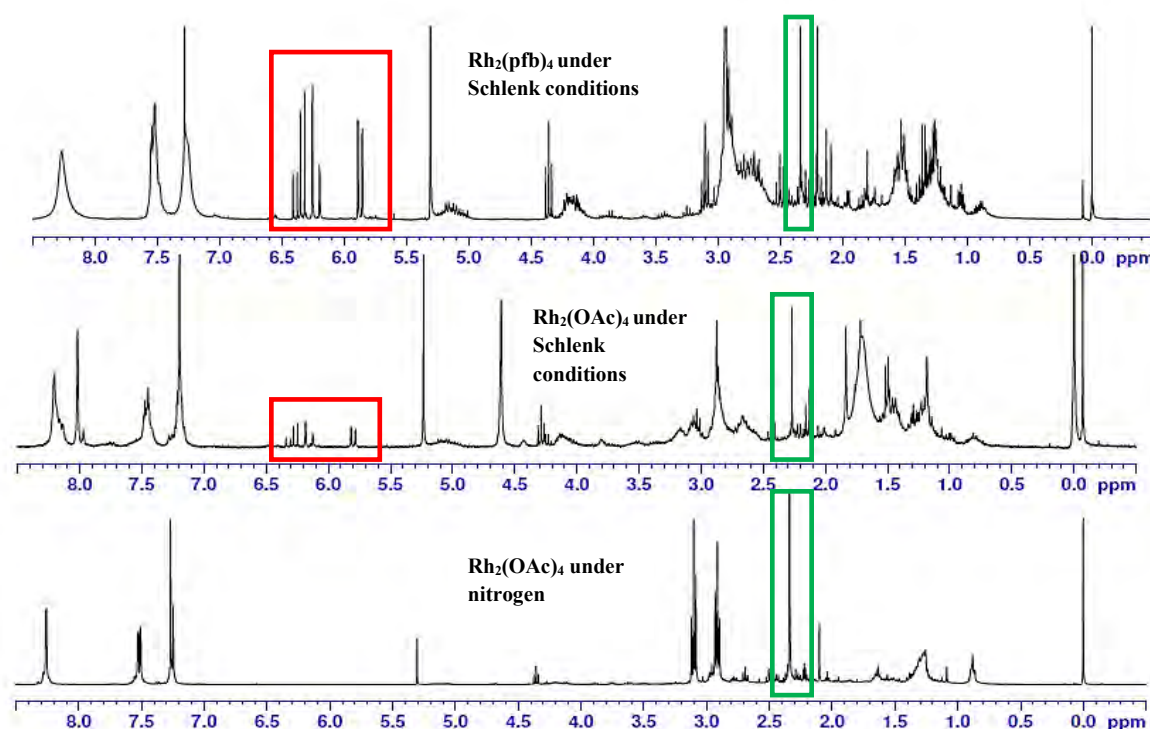 Rh₂(pfb)₄ under
Schlenk conditions
8.0 7.5 7.0 6.5 6.0 5.5 5.0 4.5 4.0 3.5 3.0 2.5 2.0 1.5 1.0 0.0 ppm
Rh₂(OAc)₄ under
Schlenk
conditions
8.0 7.5 7.0 6.5 6.0 5.5 5.0 4.5 4.0 3.5 3.0 2.5 2.0 1.5 1.0 0.5 0.0 ppm
Rh₂(OAc)₄ under
nitrogen
8.0 7.5 7.0 6.5 6.0 5.5 5.0 4.5 4.0 3.5 3.0 2.5 2.0 1.5 1.0 0.5 0.0 ppm